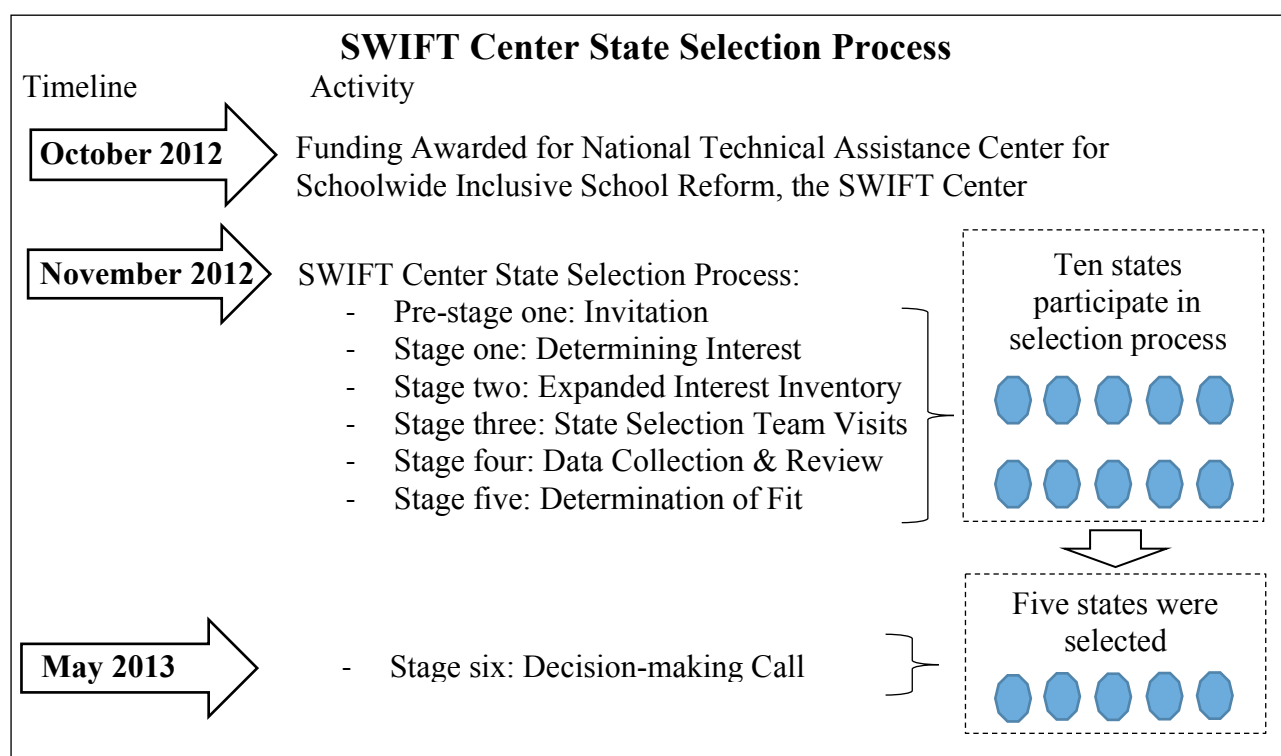 SWIFT Center State Selection Process
Timeline Activity
October 2012
Funding Awarded for National Technical Assistance Center for
Schoolwide Inclusive School Reform, the SWIFT Center
November 2012
SWIFT Center State Selection Process:
- Pre-stage one: Invitation
- Stage one: Determining Interest
- Stage two: Expanded Interest Inventory
- Stage three: State Selection Team Visits
- Stage four: Data Collection & Review
- Stage five: Determination of Fit
Ten states
participate in
selection process
May 2013
- Stage six: Decision-making Call
Five states were
selected